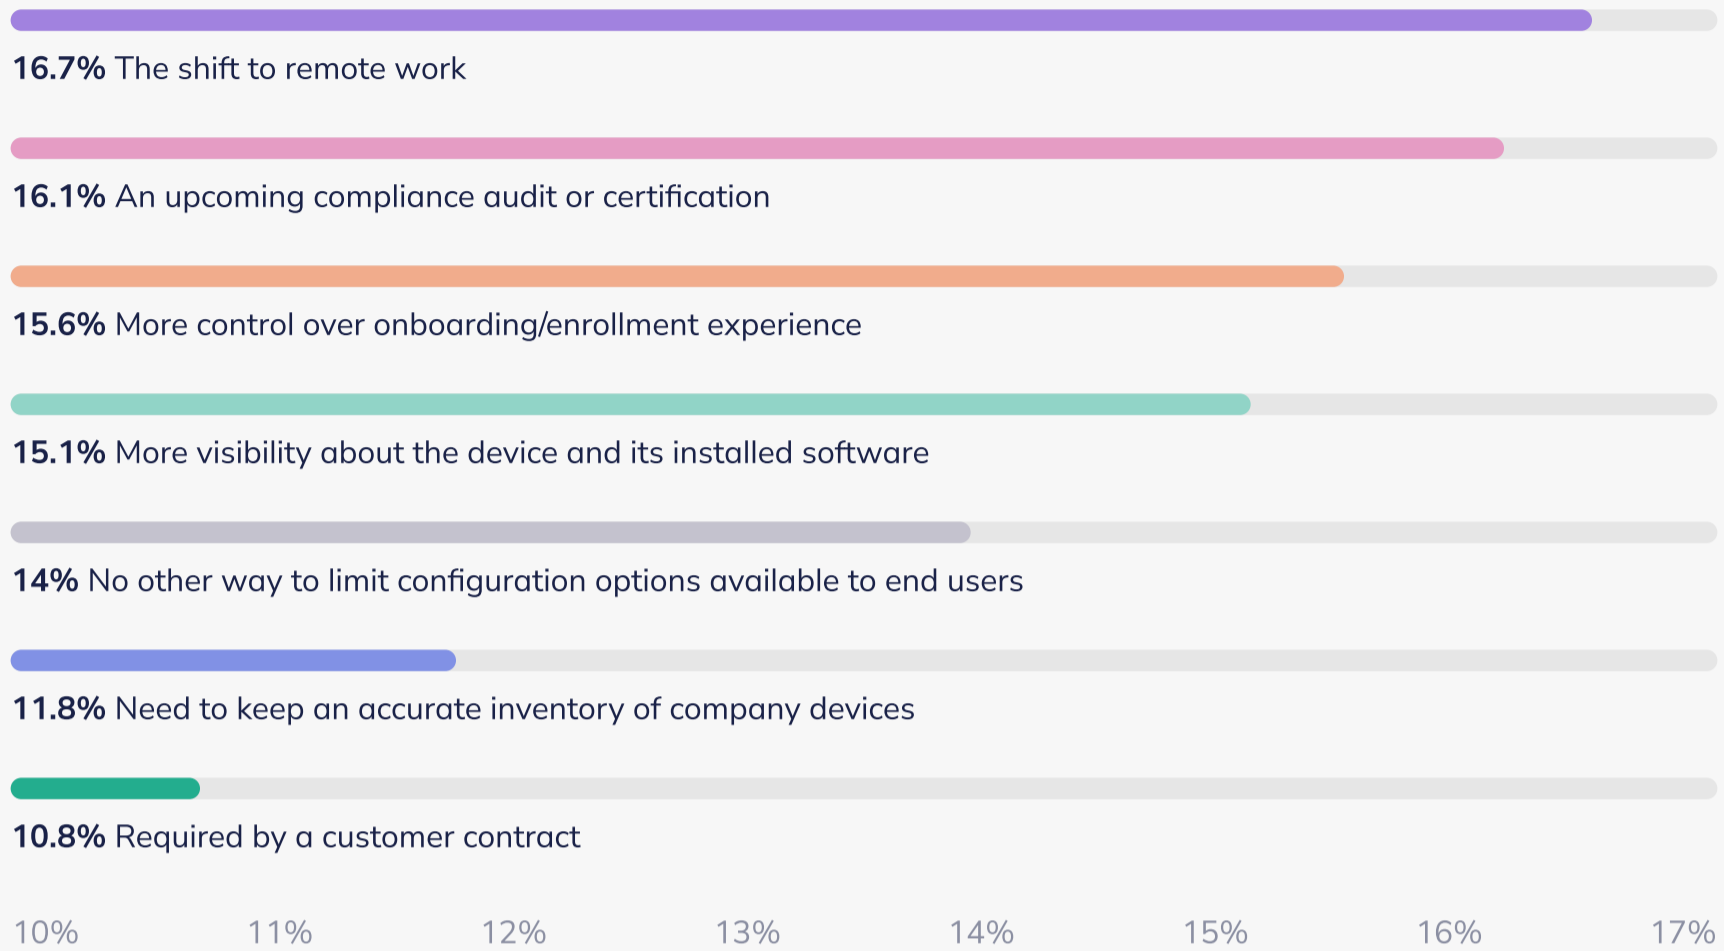 16.7% The shift to remote work
16.1% An upcoming compliance audit or certification
15.6% More control over onboarding/enrollment experience
15.1% More visibility about the device and its installed software
14% No other way to limit configuration options available to end users
11.8% Need to keep an accurate inventory of company devices
10.8% Required by a customer contract
10% 11% 12% 13% 14% 15% 16% 17%